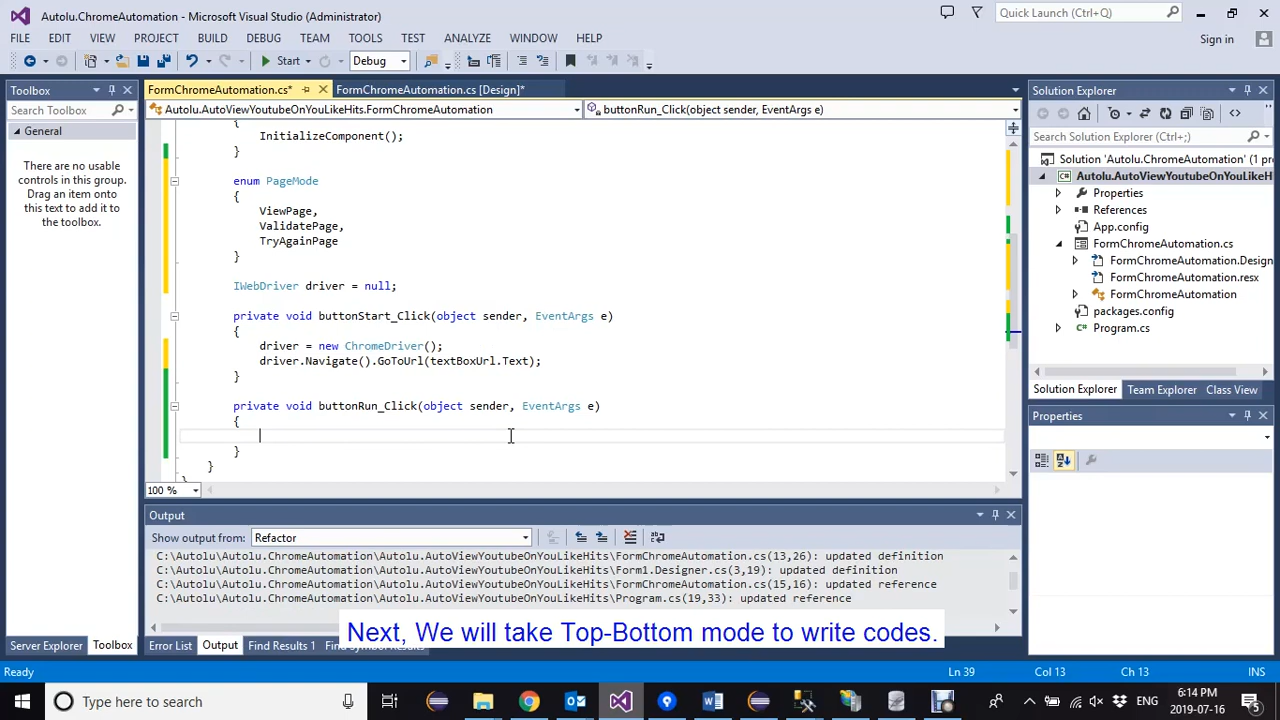 Autolu.ChromeAutomation - Microsoft Visual Studio (Administrator)
Quick Launch (Ctrl+Q)
FILE EDIT VIEW PROJECT BUILD DEBUG TEAM TOOLS TEST ANALYZE WINDOW HELP
Sign in
Start
Debug
Toolbox
Search Toolbox
General
There are no usable
controls in this group.
Drag an item onto
this text to add it to
the toolbox.
FormChromeAutomation.cs*
FormChromeAutomation.cs [Design]*
Autolu.AutoViewYoutubeOnYouLikeHits.FormChromeAutomation
buttonRun_Click(object sender, EventArgs e)
{
InitializeComponent();
}
enum PageMode
{
ViewPage,
ValidatePage,
TryAgainPage
}
IWebDriver driver = null;
private void buttonStart_Click(object sender, EventArgs e)
{
driver = new ChromeDriver();
driver.Navigate().GoToUrl(textBoxUrl.Text);
}
private void buttonRun_Click(object sender, EventArgs e)
{
}
}
100 %
Solution Explorer
Search Solution Explorer (Ctrl+;)
Solution 'Autolu.ChromeAutomation' (1 pr
Autolu.AutoViewYoutubeOnYouLikeH
Properties
References
App.config
FormChromeAutomation.cs
FormChromeAutomation.Design
FormChromeAutomation.resx
FormChromeAutomation
packages.config
Program.cs
Solution Explorer Team Explorer Class View
Properties
Output
Show output from: Refactor
C:\Autolu\Autolu.ChromeAutomation\Autolu.AutoViewYoutubeOnYouLikeHits\FormChromeAutomation.cs(13,26): updated definition
C:\Autolu\Autolu.ChromeAutomation\Autolu.AutoViewYoutubeOnYouLikeHits\Form1.Designer.cs(3,19): updated definition
C:\Autolu\Autolu.ChromeAutomation\Autolu.AutoViewYoutubeOnYouLikeHits\FormChromeAutomation.cs(15,16): updated reference
C:\Autolu\Autolu.ChromeAutomation\Autolu.AutoViewYoutubeOnYouLikeHits\Program.cs(19,33): updated reference
Next, We will take Top-Bottom mode to write codes.
Server Explorer Toolbox
Error List Output Find Results 1 Find Symbol Results
Ready
Ln 39 Col 13 Ch 13 INS
Type here to search
ENG
6:14 PM
2019-07-16
5